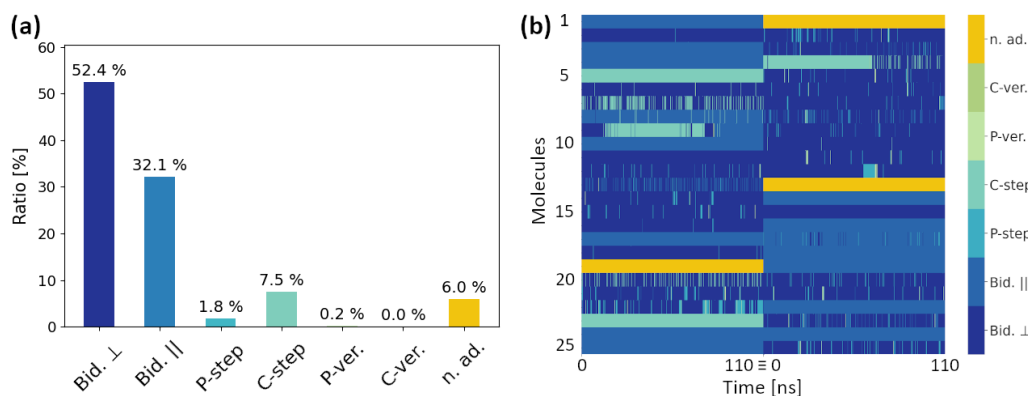 (a)
60
50
40
30
20
10
0
Ratio [%]
52.4 %
32.1 %
1.8 %
7.5 %
0.2 %
0.0 %
6.0 %
Bid. ⊥
Bid. ||
P-step
C-step
P-ver.
C-ver.
n. ad.
(b)
1
5
10
15
20
25
Molecules
0
110 ≡ 0
110
Time [ns]
n. ad.
C-ver.
P-ver.
C-step
P-step
Bid. ||
Bid. ⊥